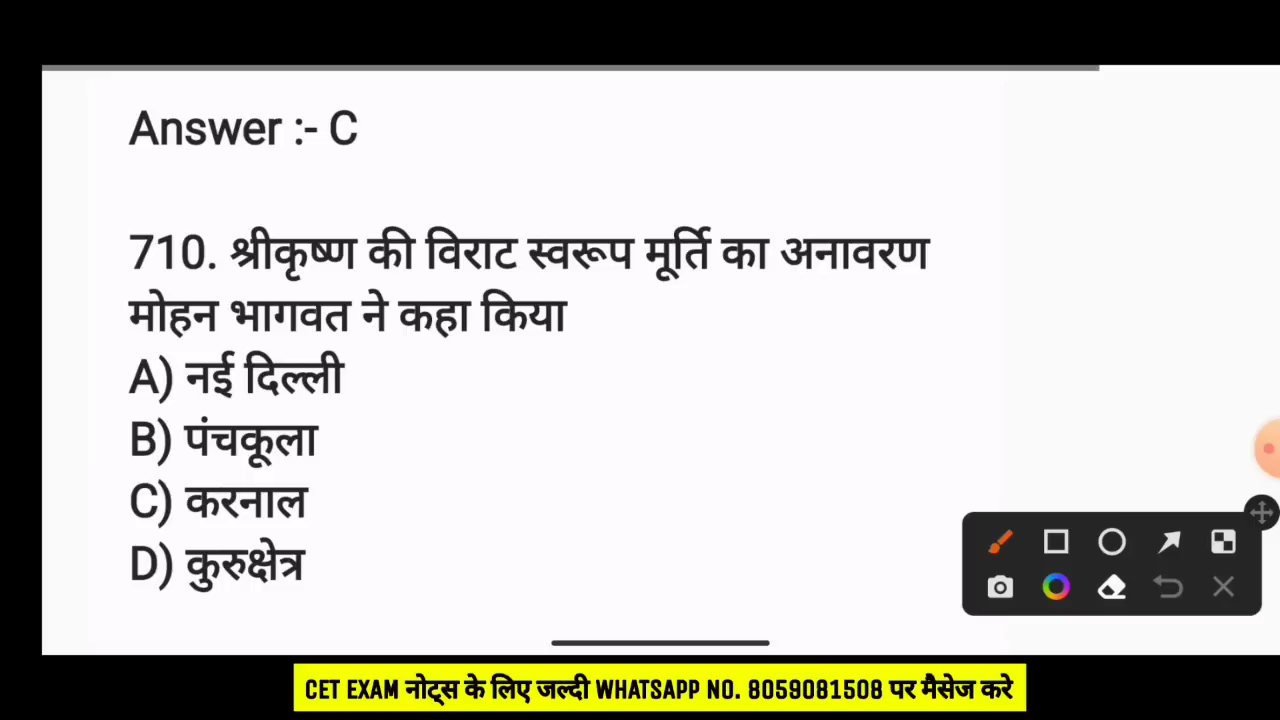 Answer :- C
710. श्रीकृष्ण की विराट स्वरूप मूर्ति का अनावरण
मोहन भागवत ने कहा किया
A) नई दिल्ली
B) पंचकूला
C) करनाल
D) कुरुक्षेत्र
CET EXAM नोट्स के लिए जल्दी WHATSAPP NO. 8059081508 पर मैसेज करे